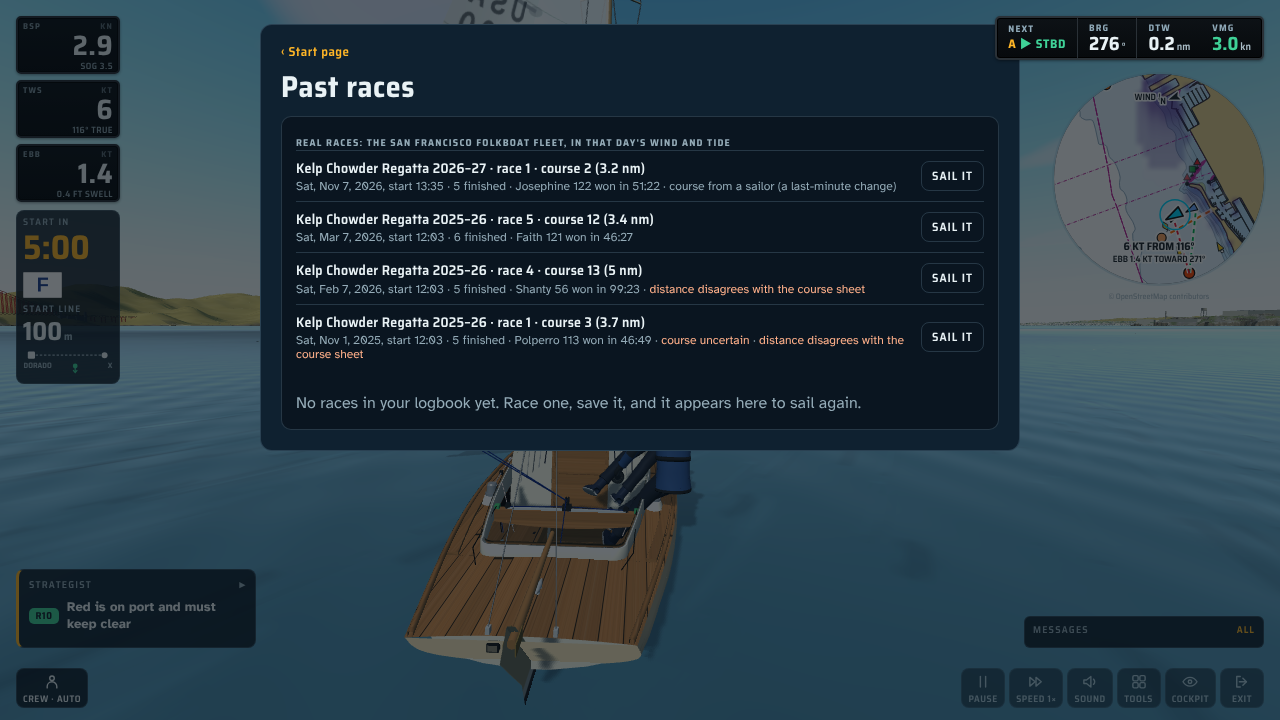 BSP KN
2.9
SOG 3.5
TWS KT
6
116° TRUE
EBB KT
1.4
0.4 FT SWELL
START IN
5:00
F
START LINE
100 m
DORADO X
‹ Start page
Past races
REAL RACES: THE SAN FRANCISCO FOLKBOAT FLEET, IN THAT DAY'S WIND AND TIDE
Kelp Chowder Regatta 2026–27 · race 1 · course 2 (3.2 nm)
Sat, Nov 7, 2026, start 13:35 · 5 finished · Josephine 122 won in 51:22 · course from a sailor (a last-minute change)
SAIL IT
Kelp Chowder Regatta 2025–26 · race 5 · course 12 (3.4 nm)
Sat, Mar 7, 2026, start 12:03 · 6 finished · Faith 121 won in 46:27
SAIL IT
Kelp Chowder Regatta 2025–26 · race 4 · course 13 (5 nm)
Sat, Feb 7, 2026, start 12:03 · 5 finished · Shanty 56 won in 99:23 · distance disagrees with the course sheet
SAIL IT
Kelp Chowder Regatta 2025–26 · race 1 · course 3 (3.7 nm)
Sat, Nov 1, 2025, start 12:03 · 5 finished · Polperro 113 won in 46:49 · course uncertain · distance disagrees with the
course sheet
SAIL IT
No races in your logbook yet. Race one, save it, and it appears here to sail again.
NEXT BRG DTW VMG
A ▶ STBD 276° 0.2 nm 3.0 kn
WIND N
6 KT FROM 116°
EBB 1.4 KT TOWARD 271°
© OpenStreetMap contributors
STRATEGIST ▶
R10 Red is on port and must
keep clear
CREW · AUTO
MESSAGES ALL
PAUSE SPEED 1× SOUND TOOLS COCKPIT EXIT